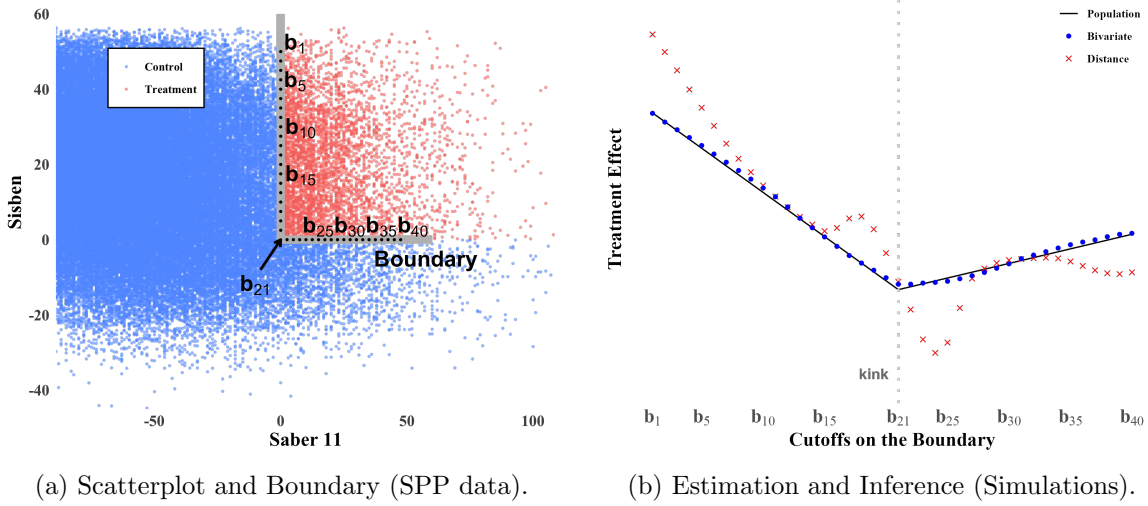 60
40
20
0
-20
-40
Sisben
Control
Treatment
b1
b5
b10
b15
b25 b30 b35 b40
Boundary
b21
-50 0 50 100
Saber 11
(a) Scatterplot and Boundary (SPP data).
Population
Bivariate
Distance
Treatment Effect
kink
b1 b5 b10 b15 b21 b25 b30 b35 b40
Cutoffs on the Boundary
(b) Estimation and Inference (Simulations).